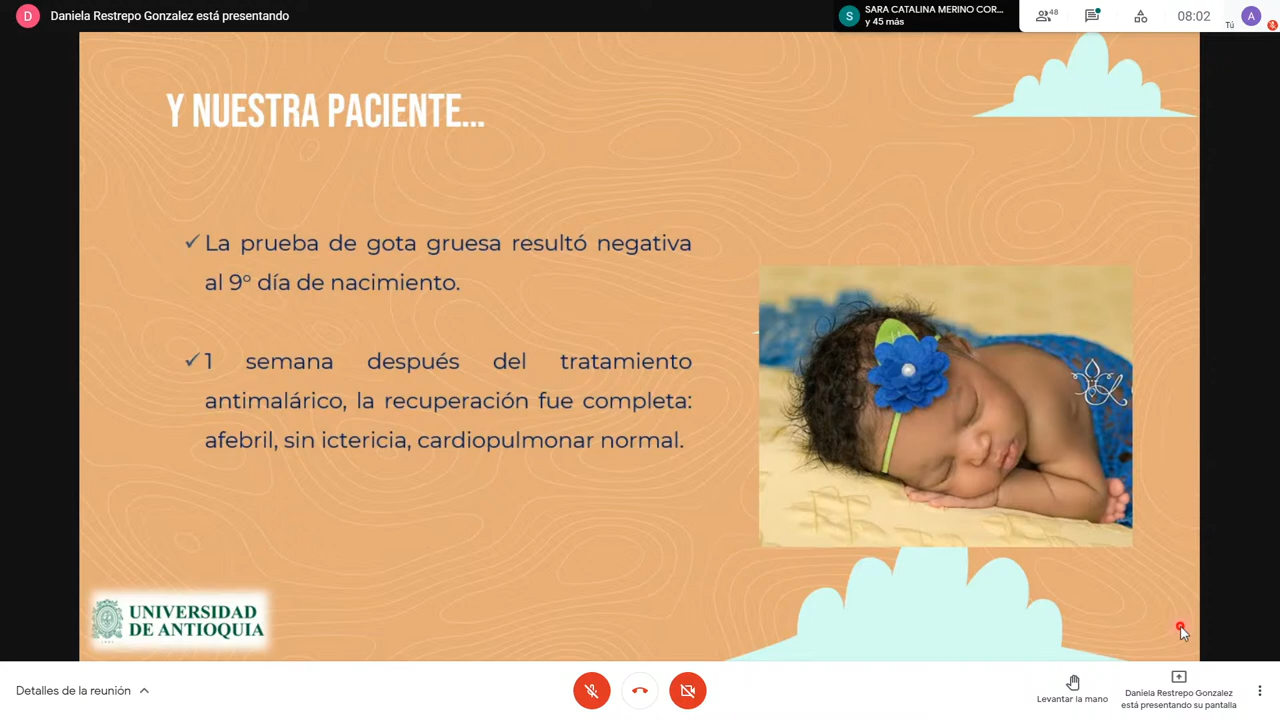 D Daniela Restrepo Gonzalez está presentando
S SARA CATALINA MERINO COR...
y 45 más
48
08:02
Tú
A
Y NUESTRA PACIENTE...
✓ La prueba de gota gruesa resultó negativa
al 9º día de nacimiento.
✓ 1 semana después del tratamiento
antimalárico, la recuperación fue completa:
afebril, sin ictericia, cardiopulmonar normal.
UNIVERSIDAD
DE ANTIOQUIA
Detalles de la reunión
Levantar la mano
Daniela Restrepo Gonzalez
está presentando su pantalla